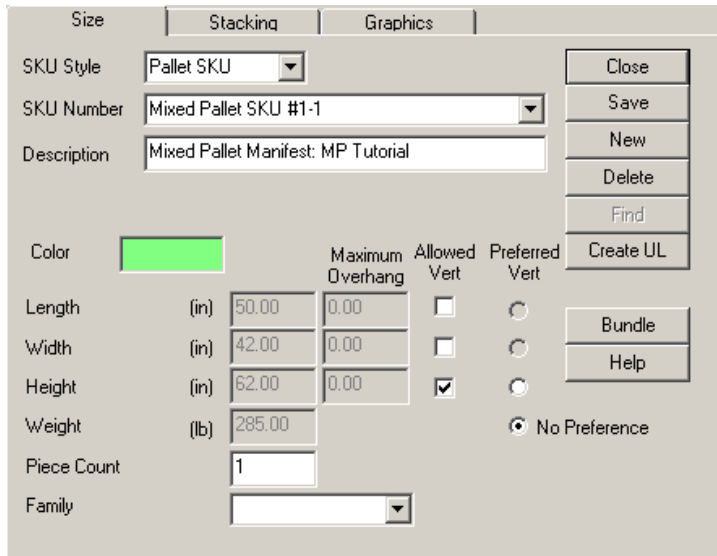 Size Stacking Graphics
SKU Style Pallet SKU Close
SKU Number Mixed Pallet SKU #1-1 Save
Description Mixed Pallet Manifest: MP Tutorial New
Delete
Find
Color Maximum Overhang Allowed Vert Preferred Vert Create UL
Length (in) 50.00 0.00
Width (in) 42.00 0.00 Bundle
Height (in) 62.00 0.00 Help
Weight (lb) 285.00 No Preference
Piece Count 1
Family